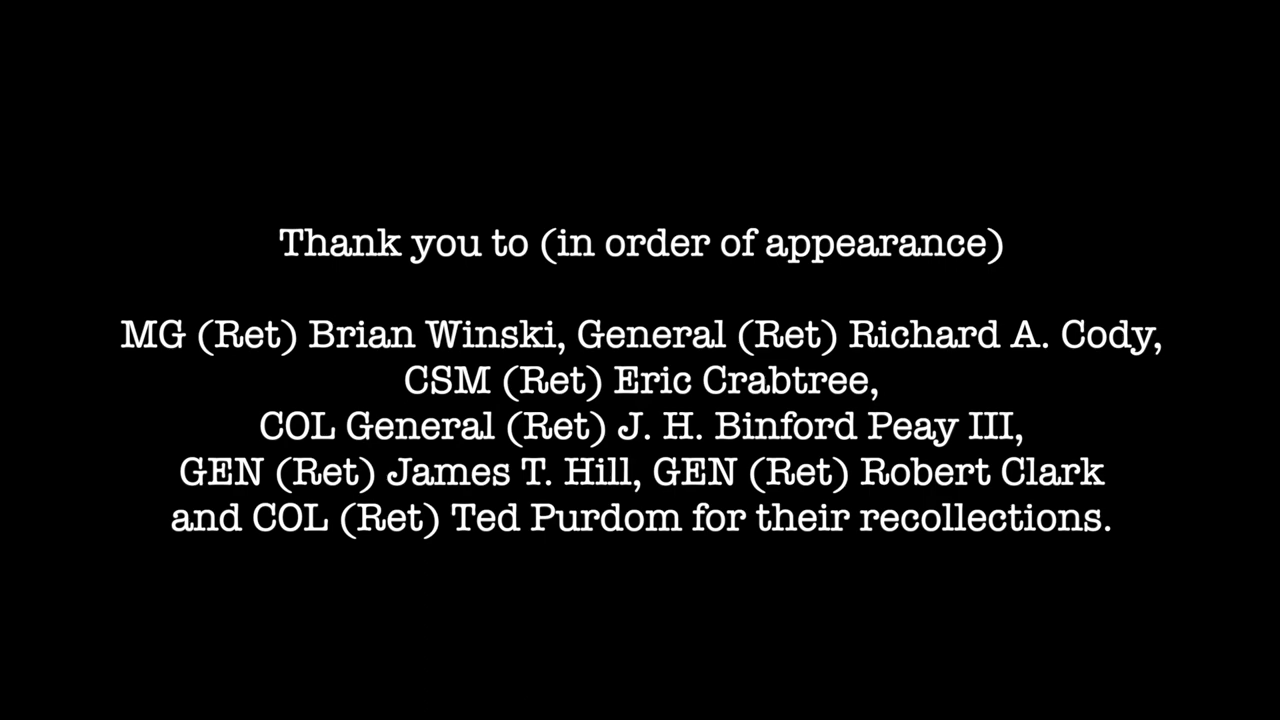 Thank you to (in order of appearance)
MG (Ret) Brian Winski, General (Ret) Richard A. Cody,
CSM (Ret) Eric Crabtree,
COL General (Ret) J. H. Binford Peay III,
GEN (Ret) James T. Hill, GEN (Ret) Robert Clark
and COL (Ret) Ted Purdom for their recollections.